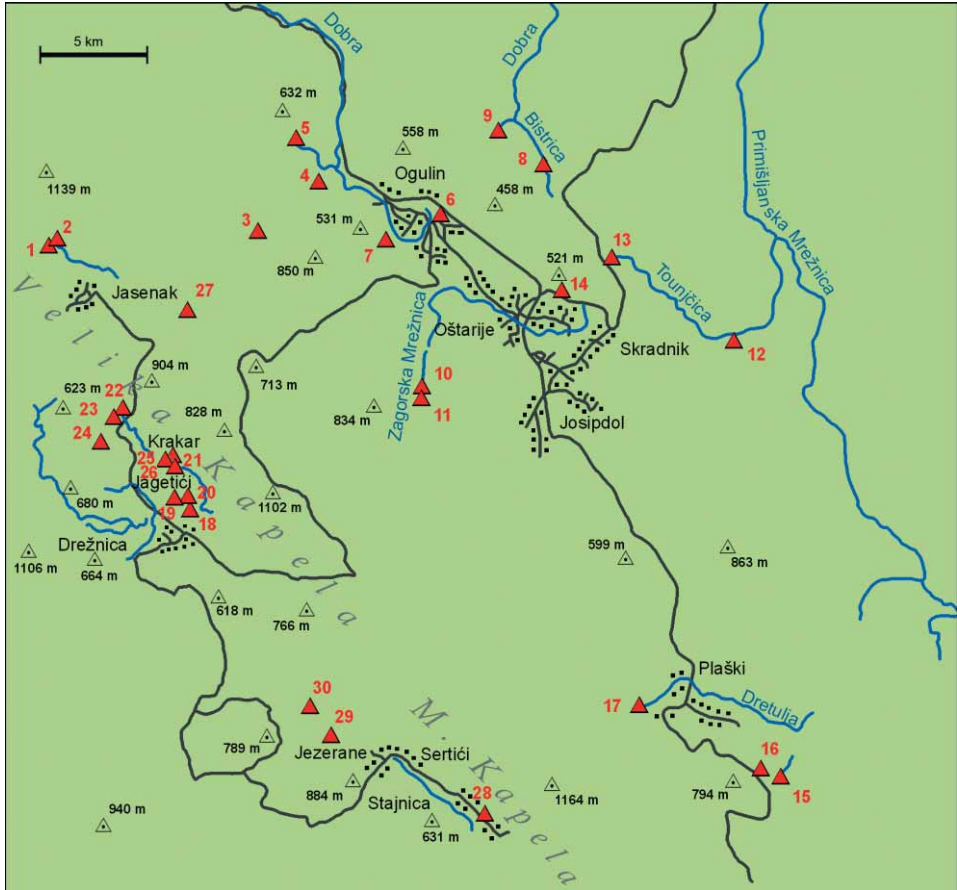 5 km
Dobra
Dobra
632 m
9
5
558 m
Bistrica
Ogulin
8
1139 m
4
458 m
Primišljanska Mrežnica
6
531 m
2
3
7
1
13
850 m
521 m
14
Tounjčica
Jasenak
27
Zagorska Mrežnica
Oštarije
Skradnik
12
Velika Kapela
904 m
713 m
623 m
22
10
23
828 m
834 m
11
Josipdol
24
Krakar
25
21
26
Jagetići
680 m
20
1102 m
19
18
Drežnica
599 m
863 m
1106 m
664 m
618 m
766 m
Plaški
30
17
Dretulja
29
789 m
Jezerane
Sertići
M. Kapela
16
884 m
28
1164 m
794 m
15
Stajnica
940 m
631 m